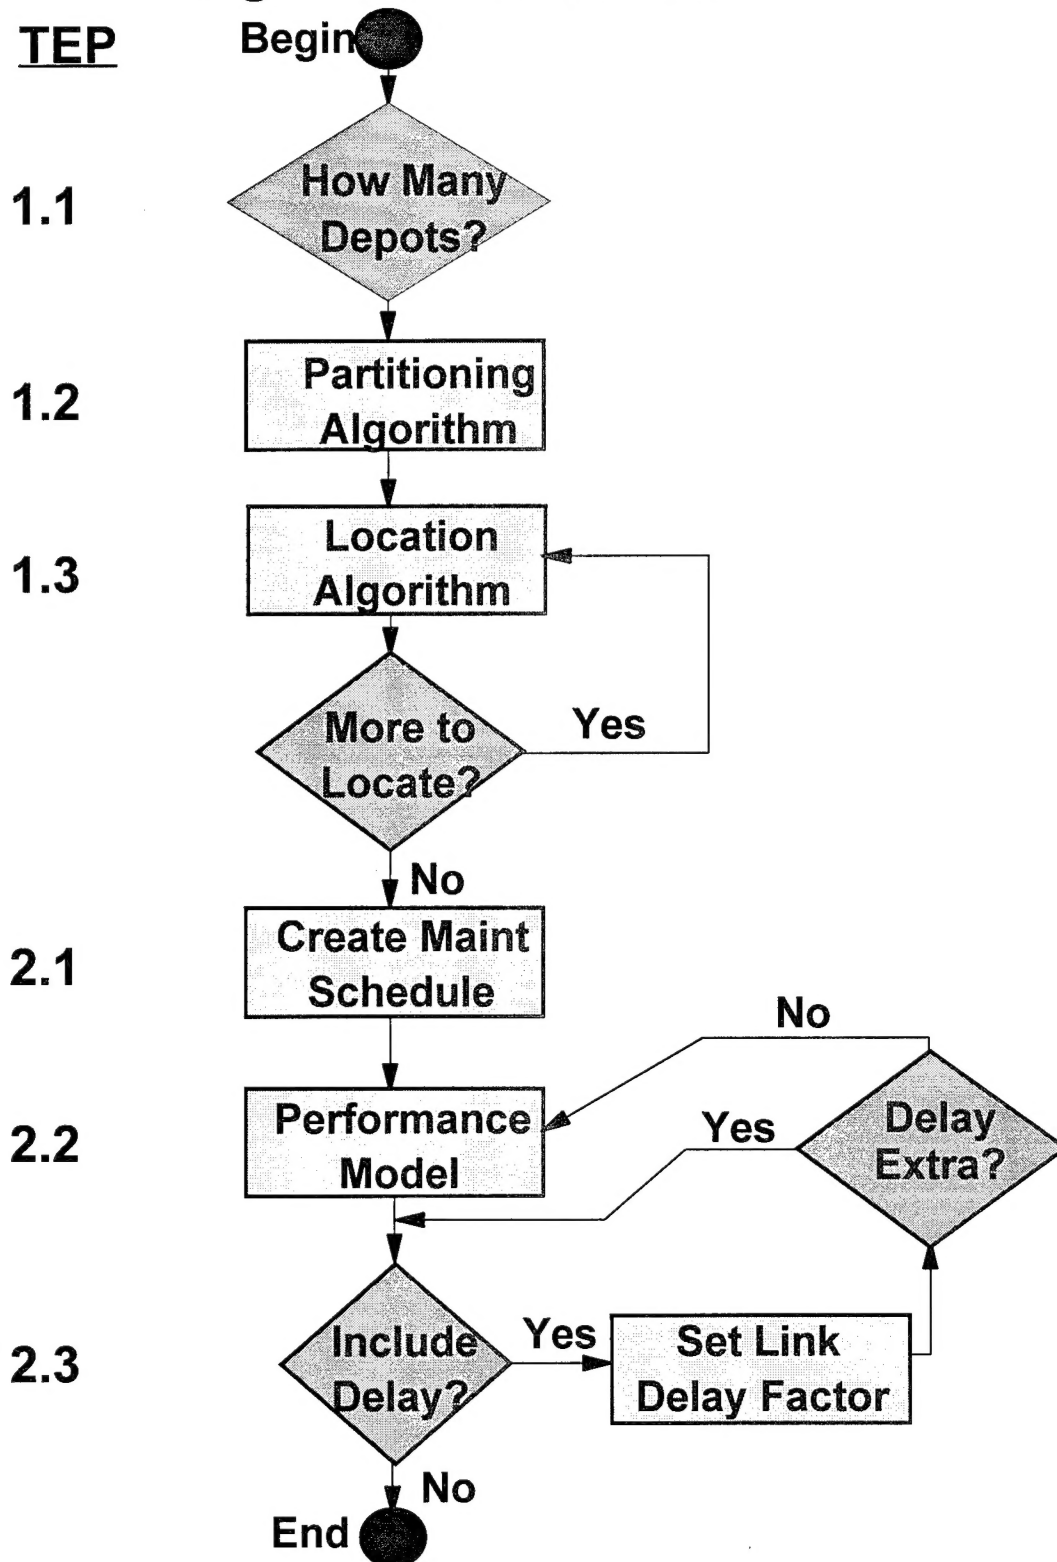 TEP
Begin
1.1
How Many
Depots?
1.2
Partitioning
Algorithm
1.3
Location
Algorithm
More to
Locate?
Yes
No
2.1
Create Maint
Schedule
No
2.2
Performance
Model
Yes
Delay
Extra?
2.3
Include
Delay?
Yes
Set Link
Delay Factor
No
End